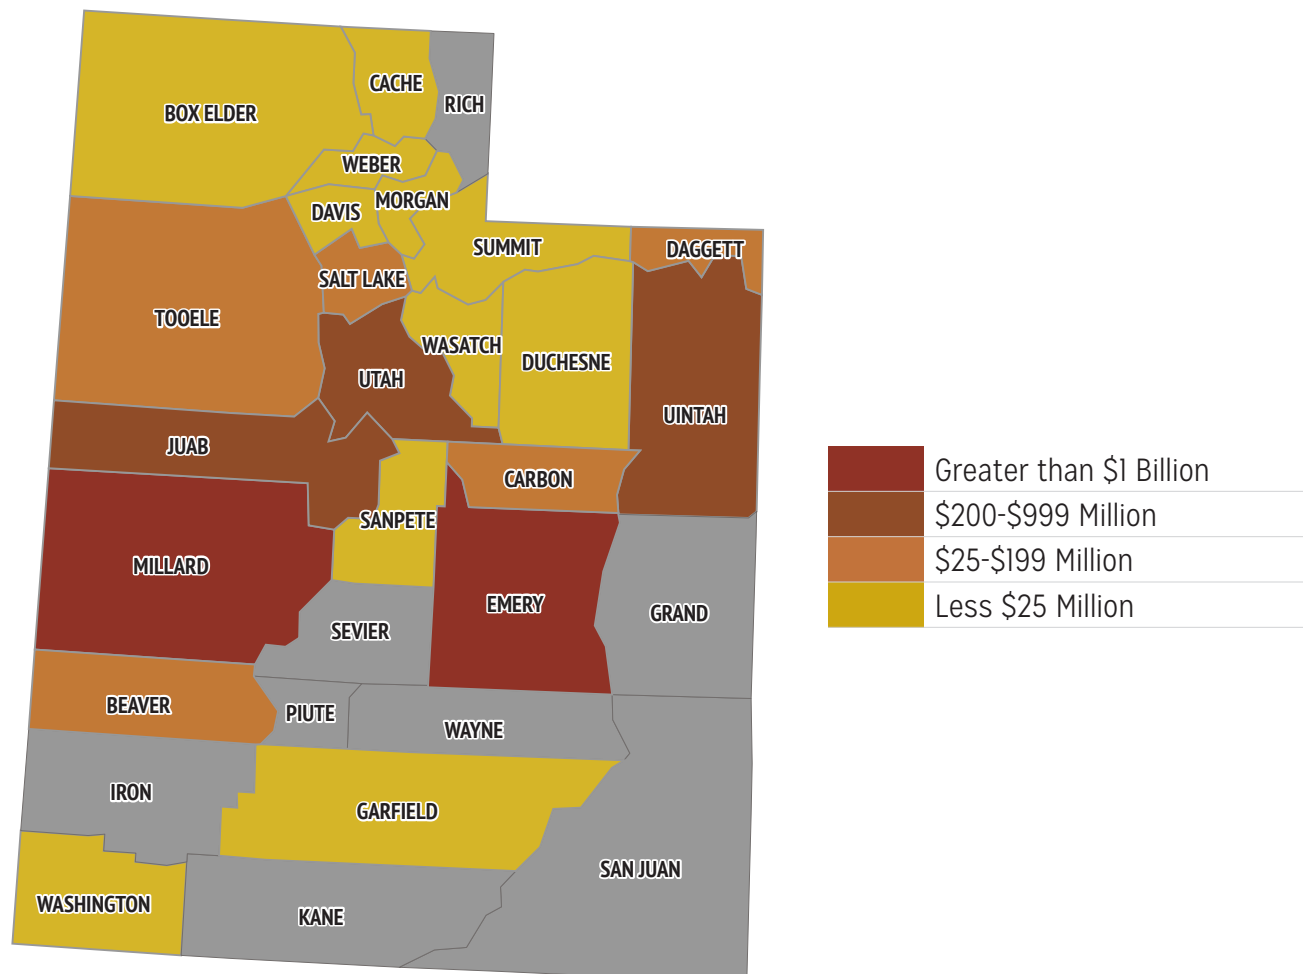 CACHE
RICH
BOX ELDER
WEBER
MORGAN
DAVIS
SUMMIT
DAGGETT
SALT LAKE
TOOELE
WASATCH
DUCHESNE
UTAH
UINTAH
JUAB
CARBON
SANPETE
MILLARD
EMERY
GRAND
SEVIER
BEAVER
PIUTE
WAYNE
IRON
GARFIELD
SAN JUAN
WASHINGTON
KANE
Greater than $1 Billion
$200-$999 Million
$25-$199 Million
Less $25 Million